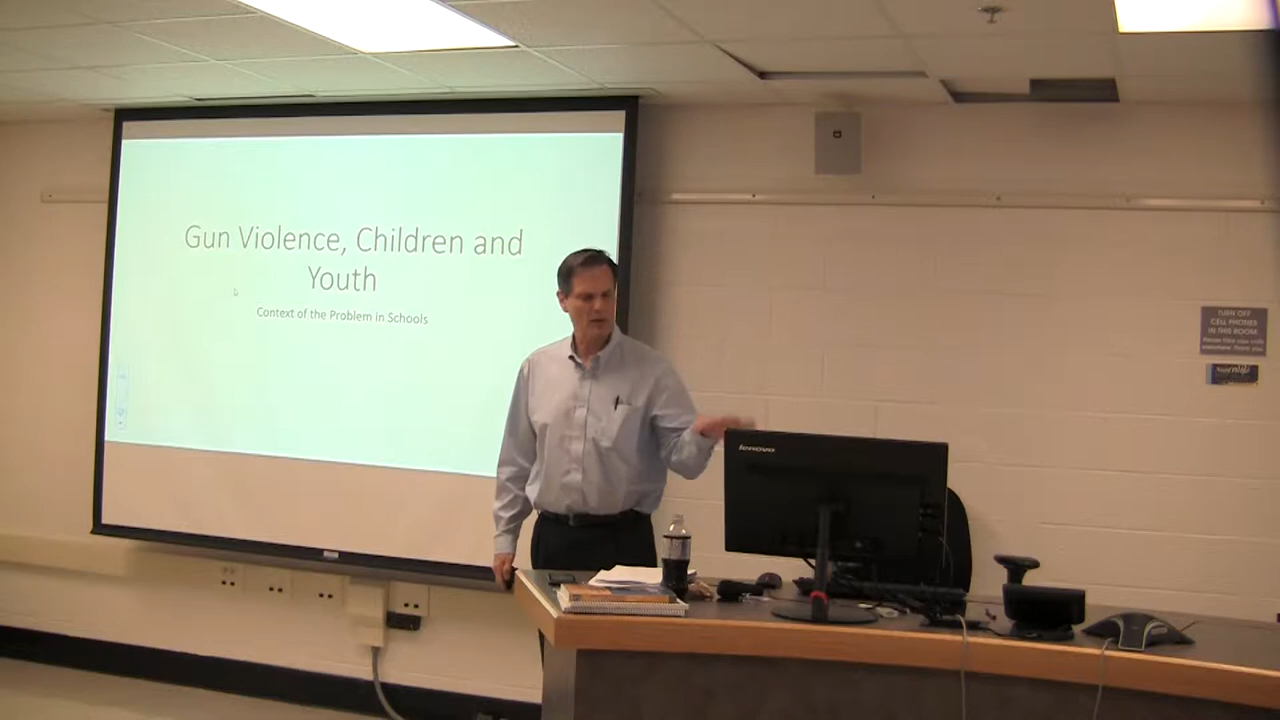 Gun Violence, Children and
Youth
Context of the Problem in Schools
lenovo
TURN OFF
CELL PHONES
IN THIS ROOM